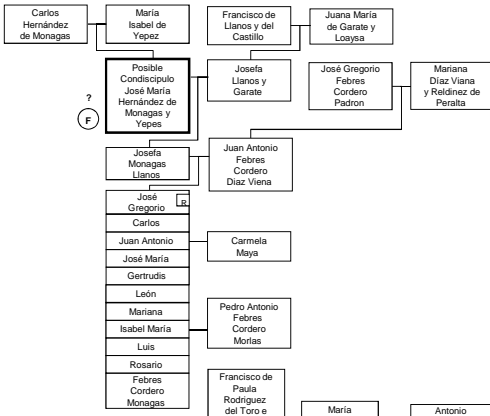 Carlos
Hernández
de Monagas
María
Isabel de
Yepez
Francisco de
Llanos y del
Castillo
Juana María
de Garate y
Loaysa
?
F
Posible
Condiscipulo
José María
Hernández de
Monagas y
Yepes
Josefa
Llanos y
Garate
José Gregorio
Febres
Cordero
Padron
Mariana
Díaz Viana
y Reldinez de
Peralta
Josefa
Monagas
Llanos
Juan Antonio
Febres
Cordero
Diaz Viena
José
Gregorio
R
Carlos
Juan Antonio
José María
Gertrudis
León
Mariana
Isabel María
Luis
Rosario
Febres
Cordero
Monagas
Carmela
Maya
Pedro Antonio
Febres
Cordero
Morlas
Francisco de
Paula
Rodriguez
del Toro e
María
Antonio